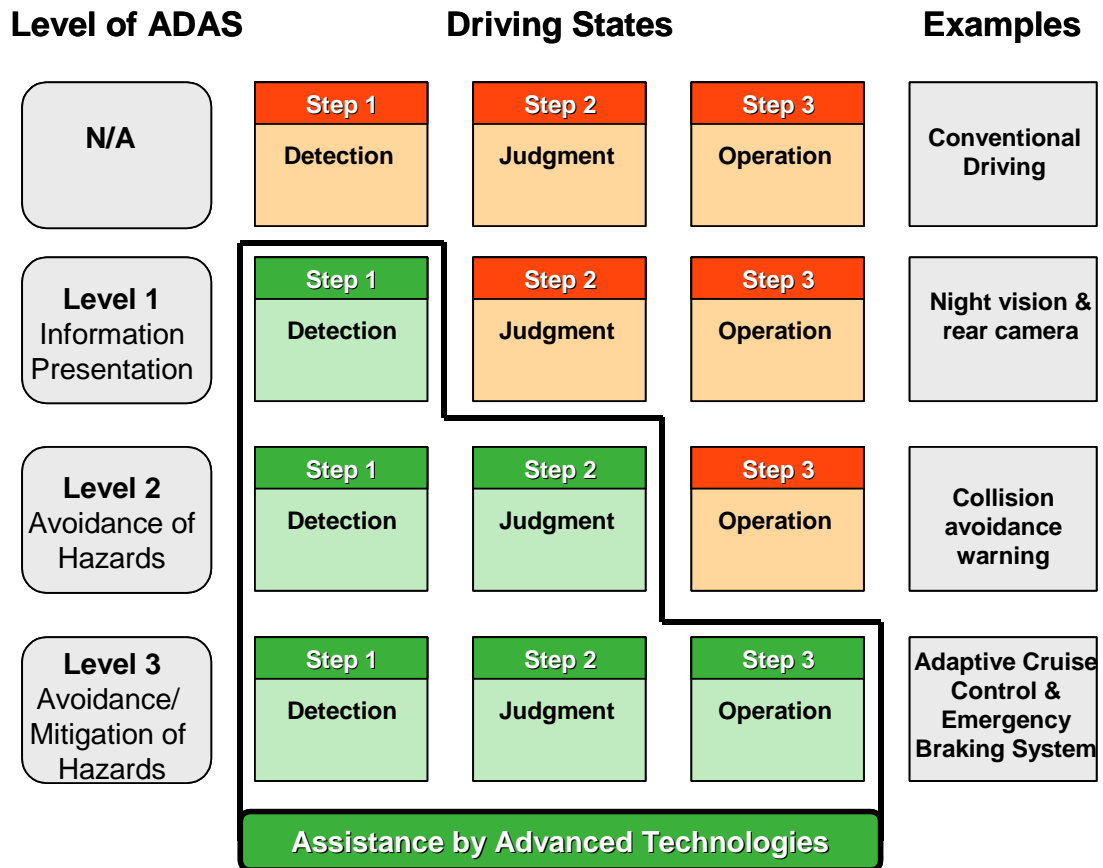 Level of ADAS
Driving States
Examples
N/A
Step 1
Detection
Step 2
Judgment
Step 3
Operation
Conventional
Driving
Level 1
Information
Presentation
Step 1
Detection
Step 2
Judgment
Step 3
Operation
Night vision &
rear camera
Level 2
Avoidance of
Hazards
Step 1
Detection
Step 2
Judgment
Step 3
Operation
Collision
avoidance
warning
Level 3
Avoidance/
Mitigation of
Hazards
Step 1
Detection
Step 2
Judgment
Step 3
Operation
Adaptive Cruise
Control &
Emergency
Braking System
Assistance by Advanced Technologies